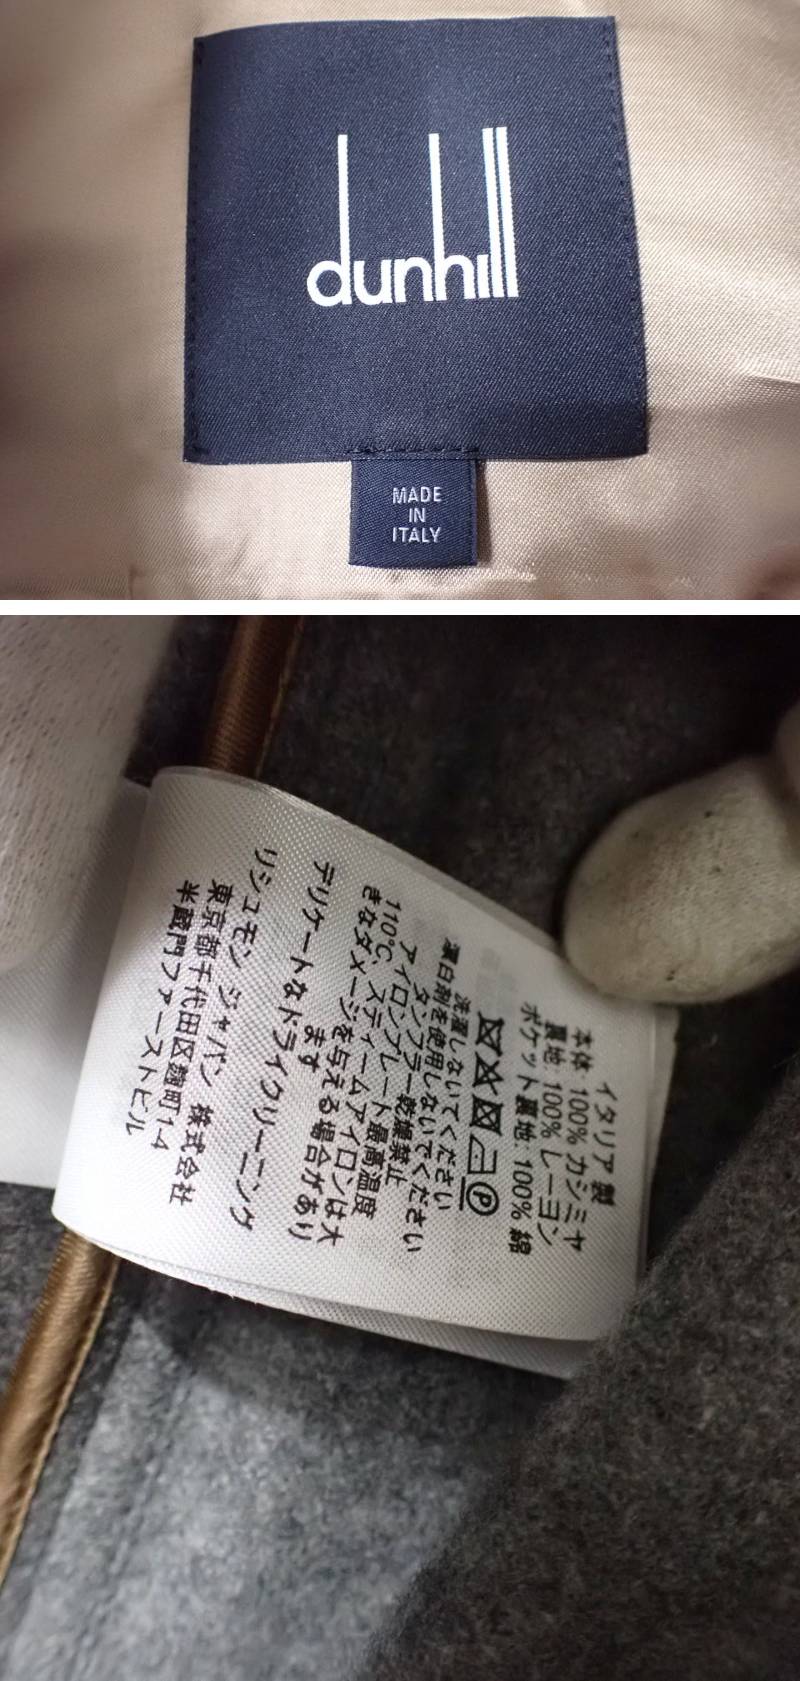 dunhill
MADE
IN
ITALY
イタリア製
本体: 100% カシミヤ
裏地: 100% レーヨン
ポケット裏地: 100% 綿
P
洗濯しないでください
漂白剤を使用しないでください
タンブラー乾燥禁止
アイロンプレート最高温度
110℃、スティームアイロンは大
きなダメージを与える場合があり
ます
デリケートなドライクリーニング
リシュモン ジャパン 株式会社
東京都千代田区麹町1-4
半蔵門ファーストビル